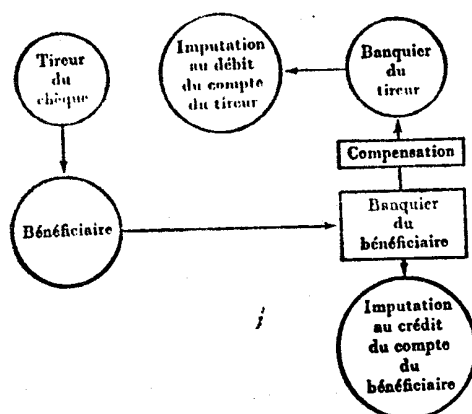 Tireur
du
chèque
Imputation
au débit
du compte
du tireur
Banquier
du
tireur
Compensation
Bénéficiaire
Banquier
du
bénéficiaire
Imputation
au crédit
du compte
du
bénéficiaire